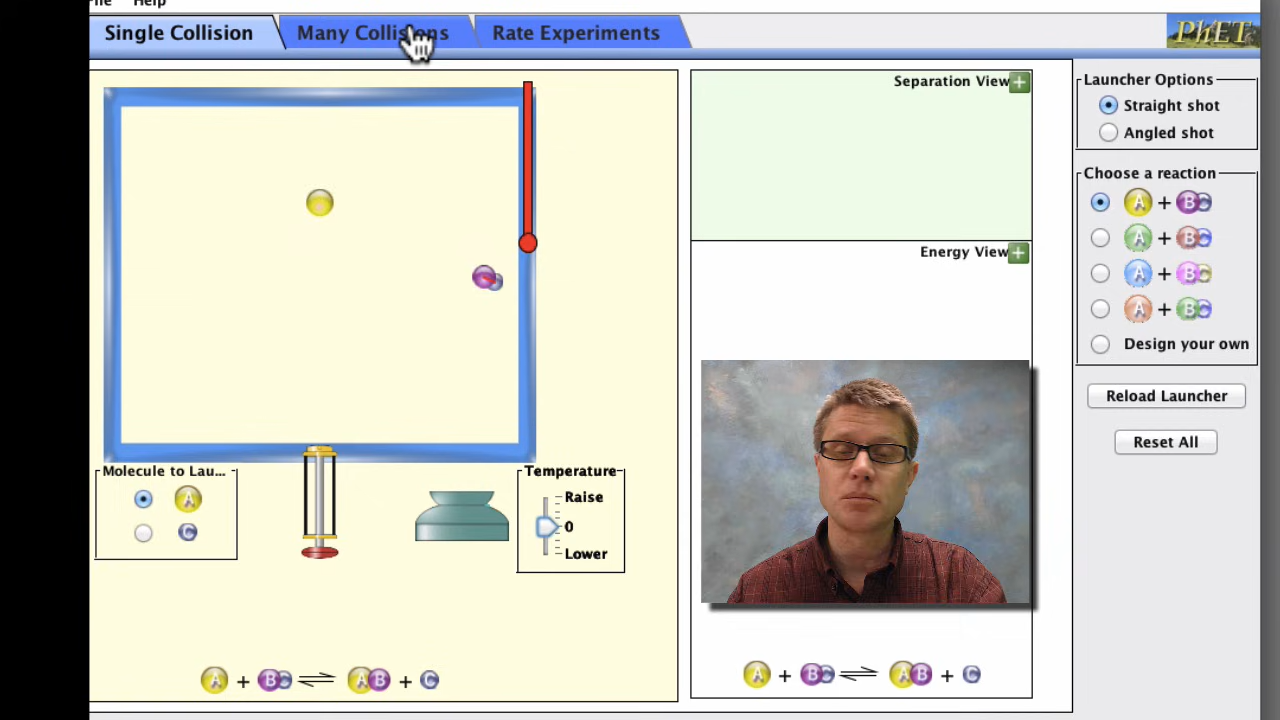 File Help
Single Collision
Many Collisions
Rate Experiments
PhET
Separation View
Launcher Options
Straight shot
Angled shot
Choose a reaction
A + BC
A + BC
A + BC
A + BC
Design your own
Reload Launcher
Reset All
Energy View
Molecule to Lau...
A
C
Temperature
Raise
0
Lower
A + BC ⇌ AB + C
A + BC ⇌ AB + C